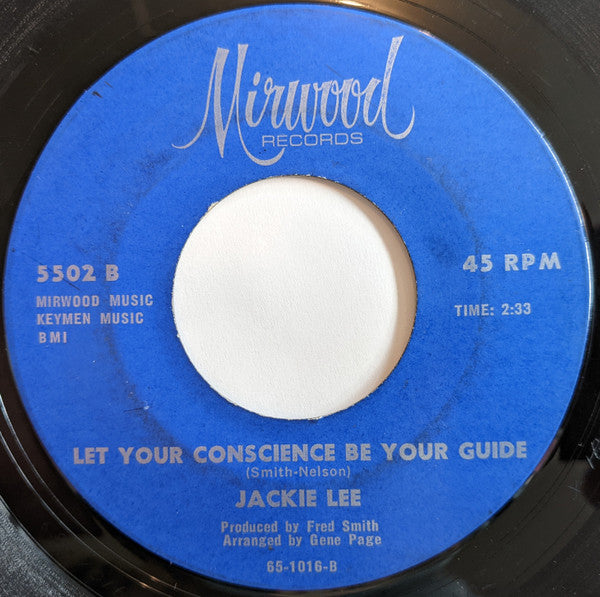 Mirwood
RECORDS
5502 B
MIRWOOD MUSIC
KEYMEN MUSIC
BMI
45 RPM
TIME: 2:33
LET YOUR CONSCIENCE BE YOUR GUIDE
(Smith-Nelson)
JACKIE LEE
Produced by Fred Smith
Arranged by Gene Page
65-1016-B